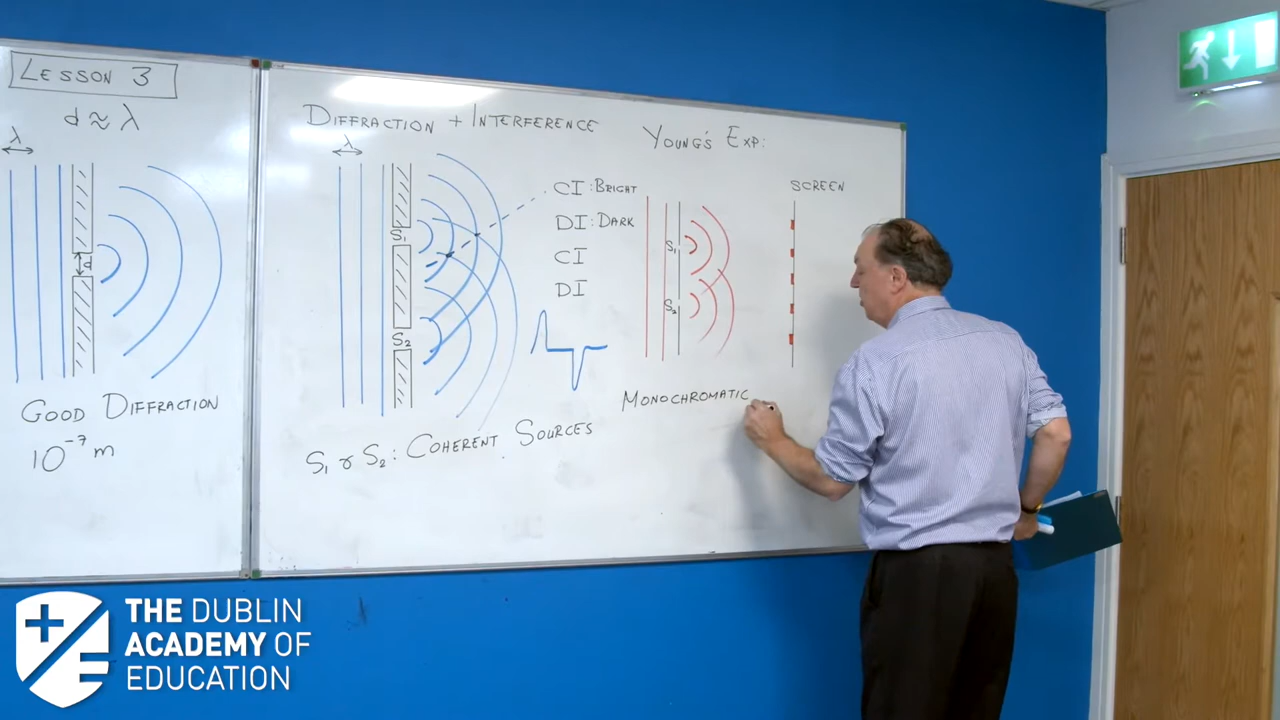 LESSON 3
d ≈ λ
λ
d
GOOD DIFFRACTION
10⁻⁷ m
DIFFRACTION + INTERFERENCE
λ
S₁
S₂
CI: BRIGHT
DI: DARK
CI
DI
S₁ & S₂: COHERENT SOURCES
YOUNG'S EXP:
SCREEN
S₁
S₂
MONOCHROMATIC
THE DUBLIN
ACADEMY OF
EDUCATION